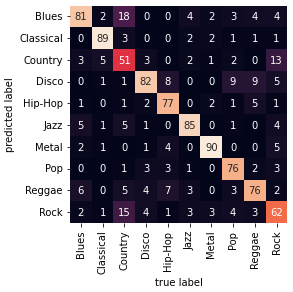 Blues 81 2 18 0 0 4 2 3 4 4
Classical 0 89 3 0 0 2 2 1 1 1
Country 3 5 51 3 0 2 1 2 0 13
Disco 0 1 1 82 8 0 0 9 9 5
Hip-Hop 1 0 1 2 77 0 2 1 5 1
Jazz 5 1 5 1 0 85 0 1 0 4
Metal 2 1 0 1 4 0 90 0 0 5
Pop 0 0 1 3 3 1 0 76 2 3
Reggae 6 0 5 4 7 3 0 3 76 2
Rock 2 1 15 4 1 3 3 4 3 62
predicted label
Blues Classical Country Disco Hip-Hop Jazz Metal Pop Reggae Rock
true label